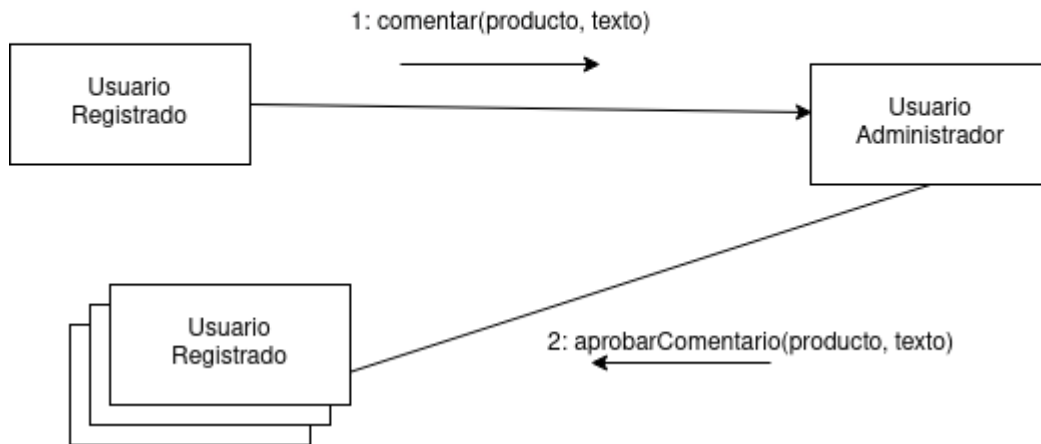 1: comentar(producto, texto)
Usuario
Registrado
Usuario
Administrador
Usuario
Registrado
2: aprobarComentario(producto, texto)